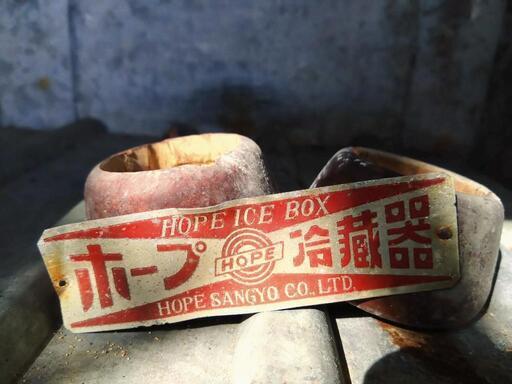 HOPE ICE BOX
ホープ HOPE 冷蔵器
HOPE SANGYO CO., LTD.